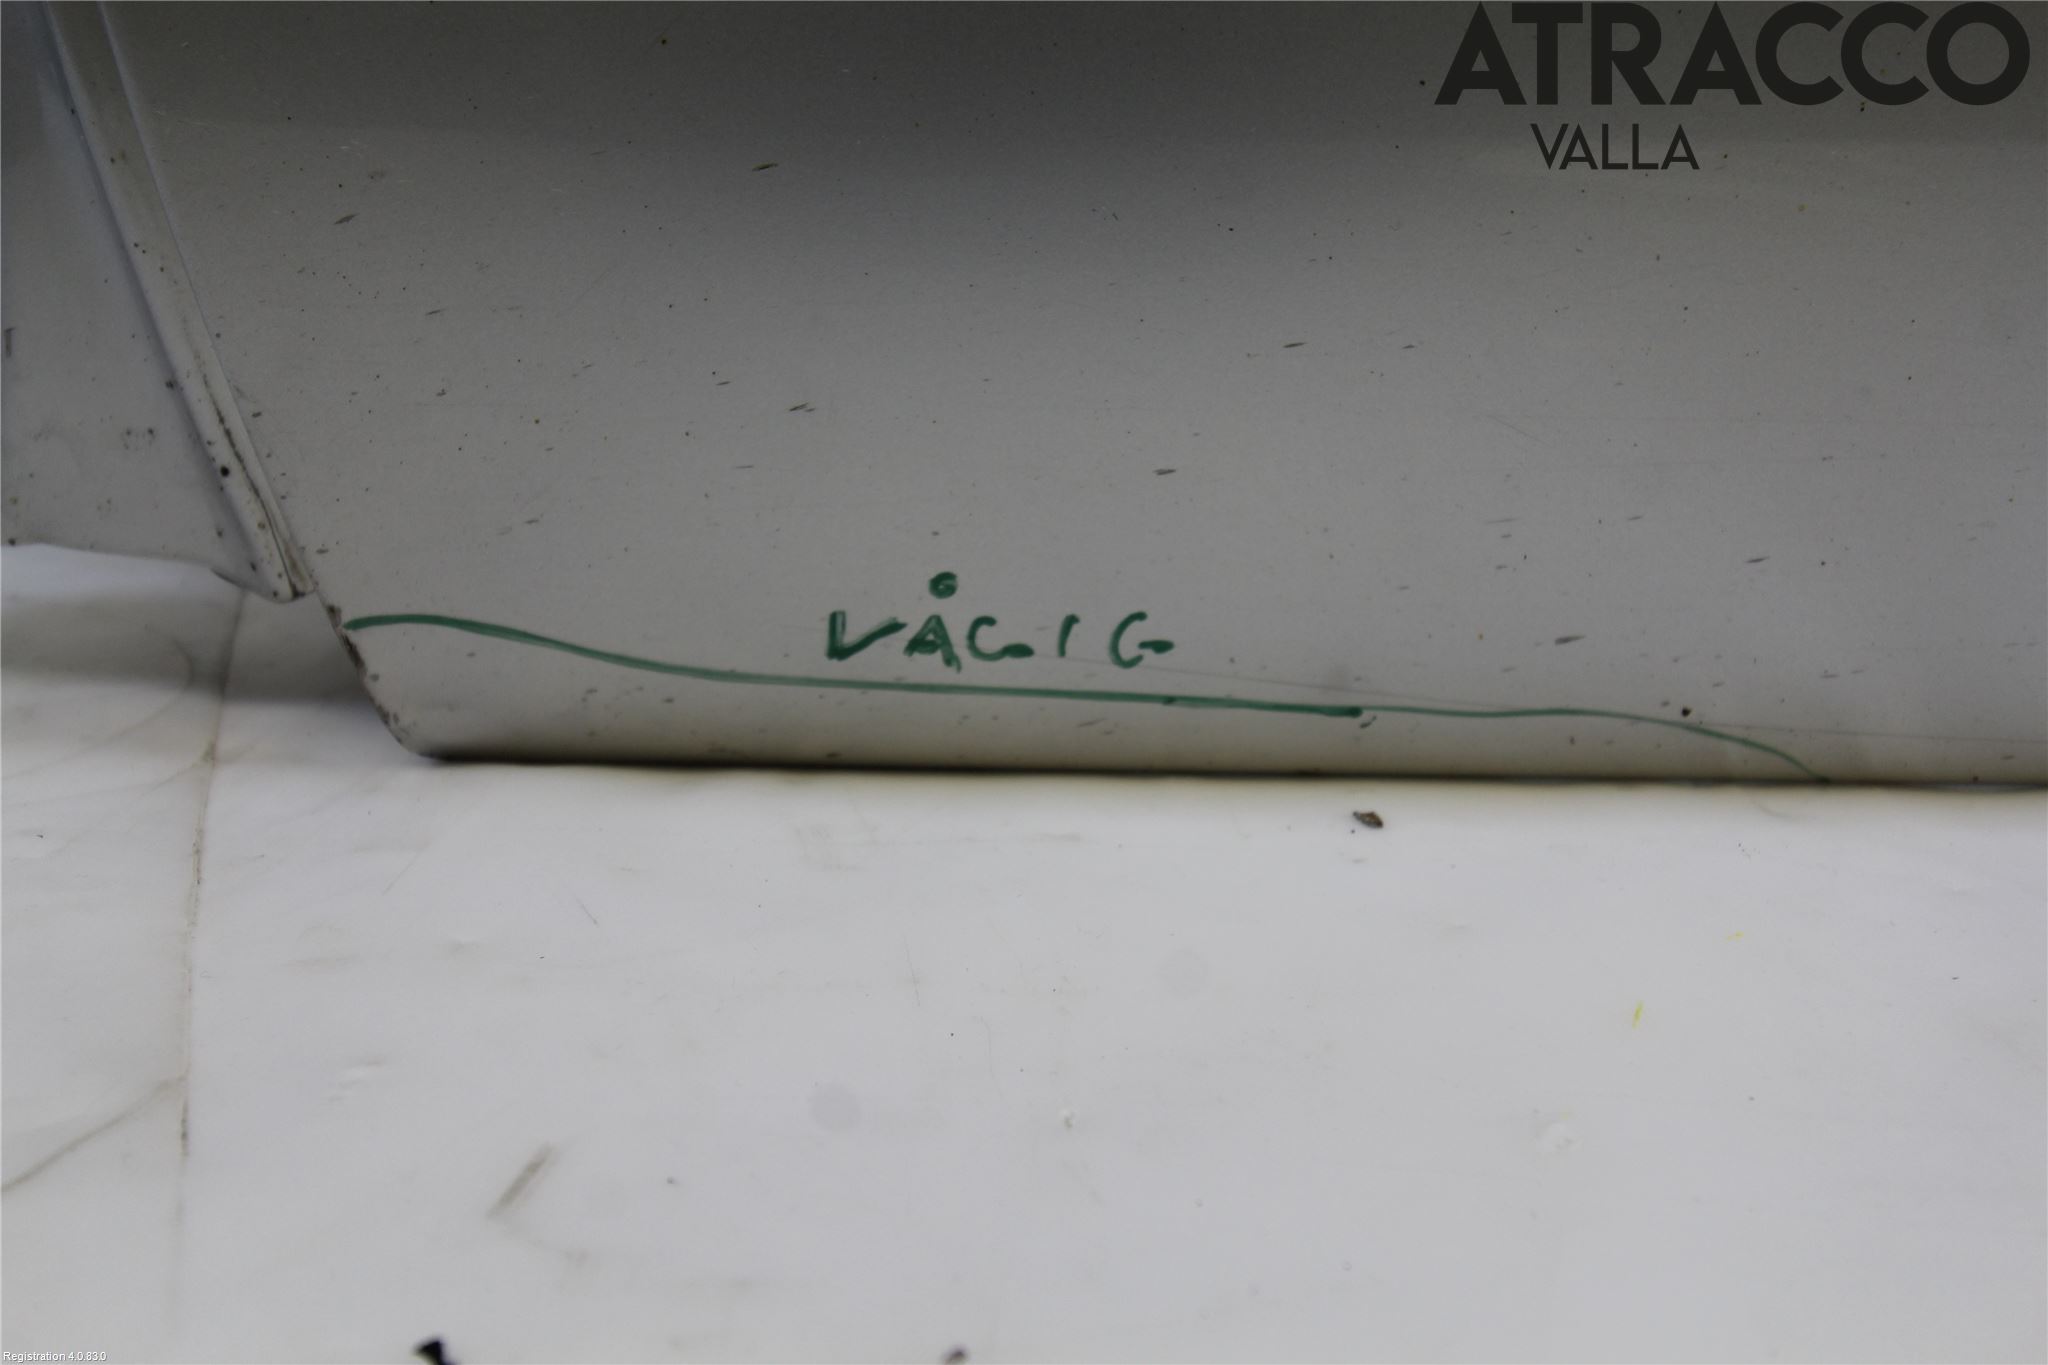 ATRACCO
VALLA
VÅGIG
Registration 4.0.83.0